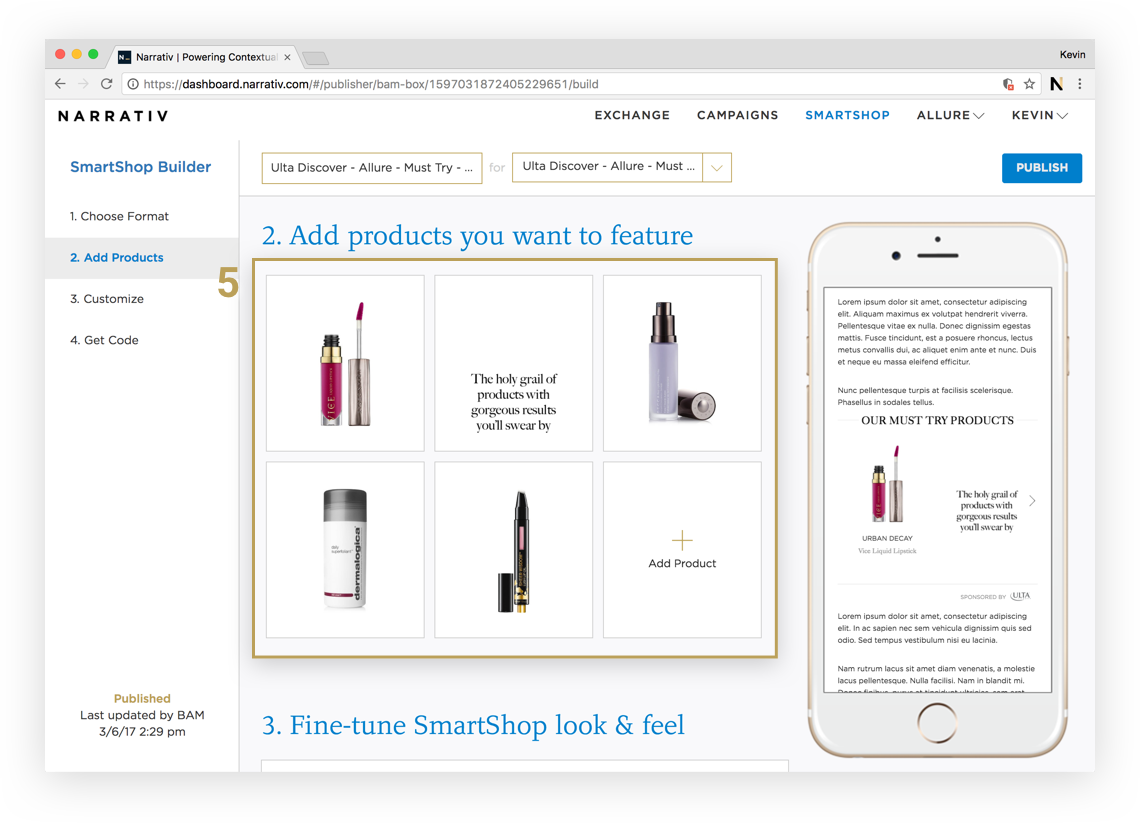 Narrativ | Powering Contextual
Kevin
https://dashboard.narrativ.com/#/publisher/bam-box/1597031872405229651/build
NARRATIV
EXCHANGE CAMPAIGNS SMARTSHOP ALLURE KEVIN
SmartShop Builder
1. Choose Format
2. Add Products
3. Customize
4. Get Code
Published
Last updated by BAM
3/6/17 2:29 pm
Ulta Discover - Allure - Must Try - ... for Ulta Discover - Allure - Must ...
PUBLISH
2. Add products you want to feature
5
VICE
The holy grail of
products with
gorgeous results
you'll swear by
dermalogica
Add Product
3. Fine-tune SmartShop look & feel
Lorem ipsum dolor sit amet, consectetur adipiscing
elit. Aliquam maximus ex volutpat hendrerit viverra.
Pellentesque vitae ex nulla. Donec dignissim egestas
mattis. Fusce tincidunt, est a posuere rhoncus, lectus
metus convallis dui, ac aliquet enim ante et nunc. Duis
et neque eu massa eleifend efficitur.
Nunc pellentesque turpis at facilisis scelerisque.
Phasellus in sodales tellus.
OUR MUST TRY PRODUCTS
The holy grail of
products with
gorgeous results
you'll swear by
URBAN DECAY
Vice Liquid Lipstick
SPONSORED BY ULTA
Lorem ipsum dolor sit amet, consectetur adipiscing
elit. In ac sapien nec sem vehicula dignissim quis sed
odio. Sed tempus vestibulum nisi eu lacinia.
Nam rutrum lacus sit amet diam venenatis, a molestie
lacus pellentesque. Nulla facilisi. Nam in blandit mi.